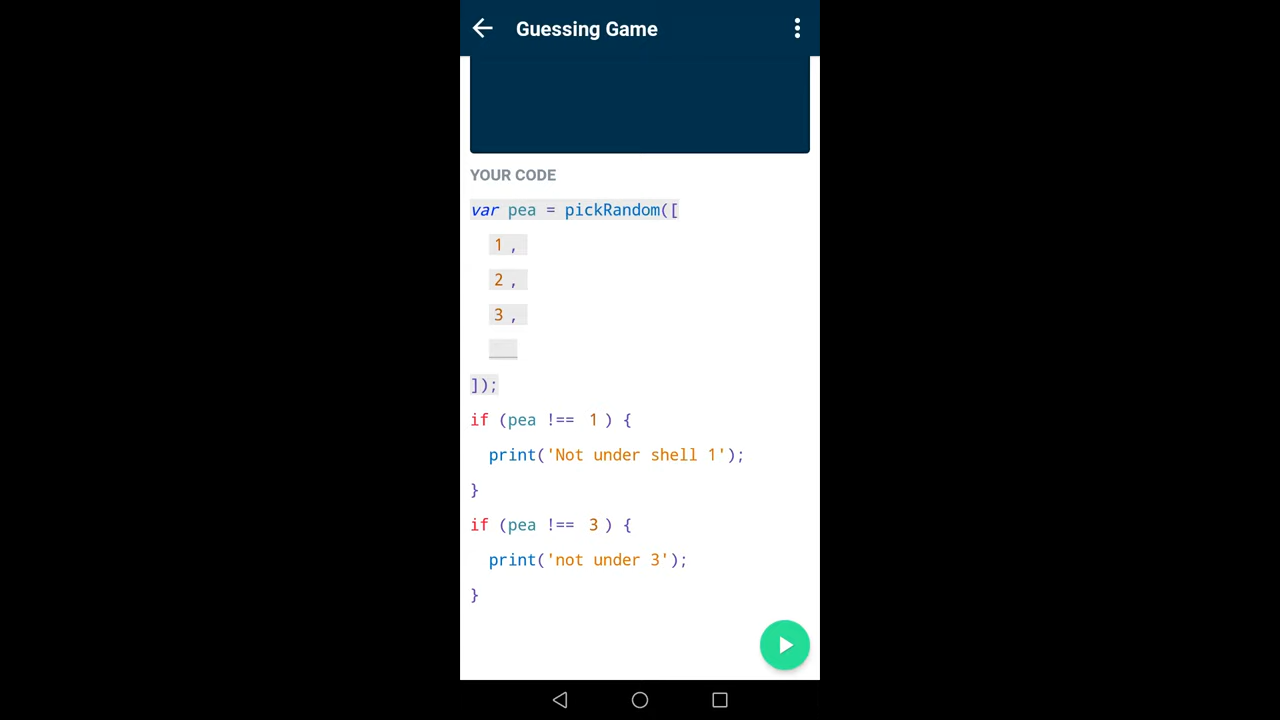 Guessing Game
YOUR CODE
var pea = pickRandom([
1 ,
2 ,
3 ,
]);
if (pea !== 1 ) {
print('Not under shell 1');
}
if (pea !== 3 ) {
print('not under 3');
}